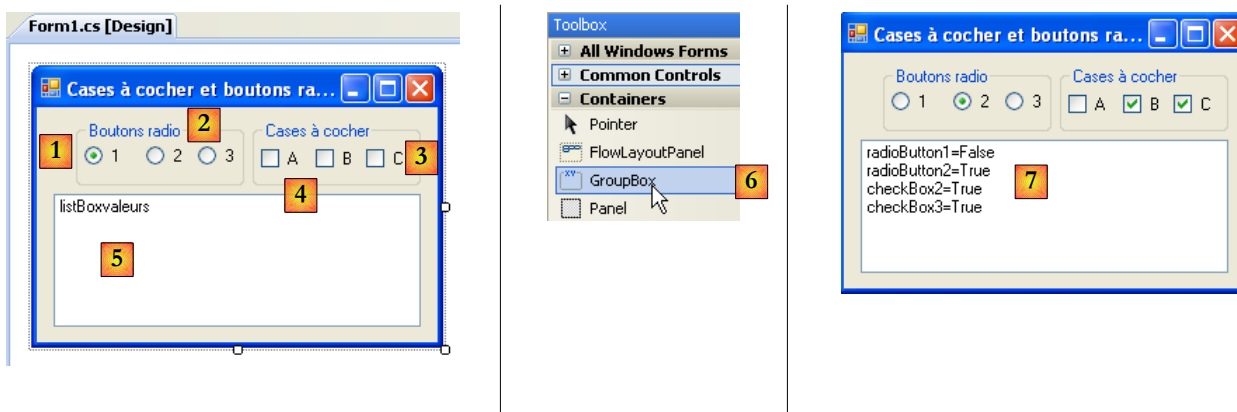 Form1.cs [Design]
Cases à cocher et boutons ra...
Boutons radio
2
Cases à cocher
1
1
2
3
A
B
C
3
4
listBoxvaleurs
5
Toolbox
All Windows Forms
Common Controls
Containers
Pointer
FlowLayoutPanel
GroupBox
6
Panel
Cases à cocher et boutons ra...
Boutons radio
Cases à cocher
1
2
3
A
B
C
radioButton1=False
radioButton2=True
checkBox2=True
checkBox3=True
7